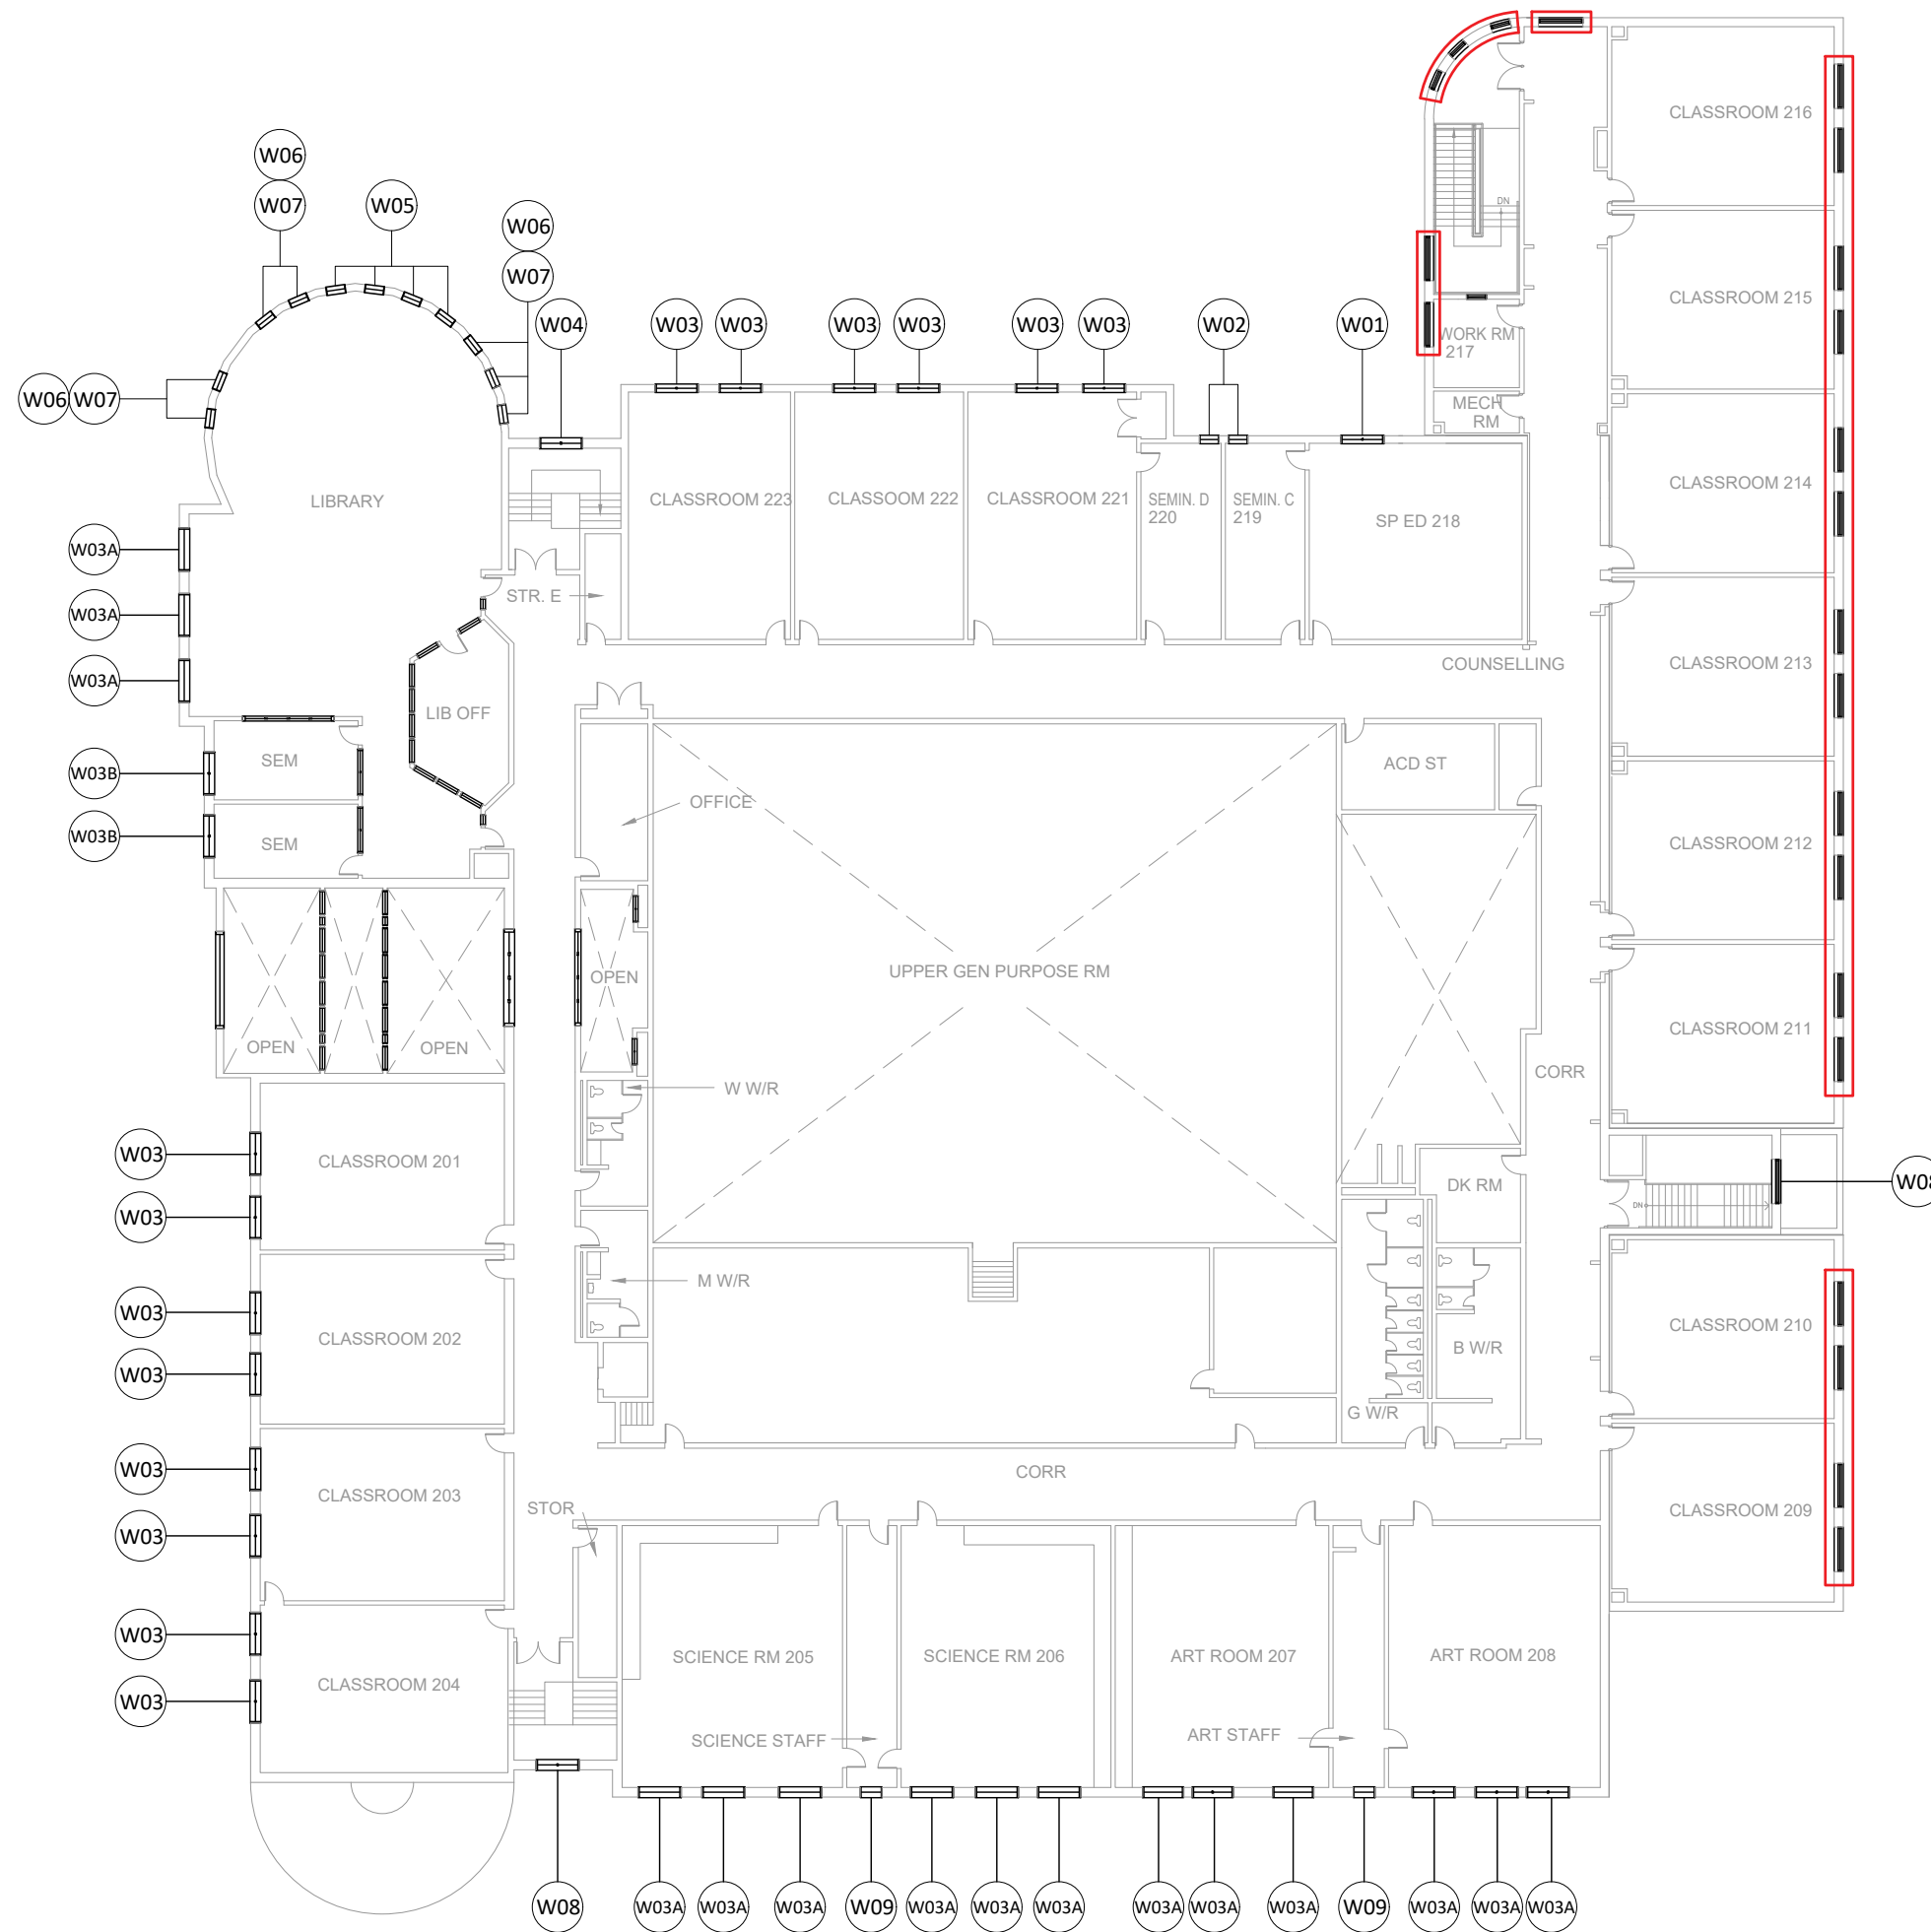 CLASSROOM 216
W06
W07
W05
DN
W06
W07
CLASSROOM 215
W04
W03
W03
W03
W03
W03
W03
W02
W01
WORK RM
217
W06
W07
MECH
RM
CLASSROOM 214
LIBRARY
CLASSROOM 223
CLASSOOM 222
CLASSROOM 221
SEMIN. D
220
SEMIN. C
219
SP ED 218
W03A
STR. E
W03A
COUNSELLING
CLASSROOM 213
W03A
LIB OFF
SEM
W03B
ACD ST
OFFICE
W03B
SEM
CLASSROOM 212
UPPER GEN PURPOSE RM
OPEN
OPEN
OPEN
CLASSROOM 211
CORR
W W/R
W03
CLASSROOM 201
DK RM
W03
DN
M W/R
W03
CLASSROOM 202
W03
CLASSROOM 210
B W/R
G W/R
CORR
W03
CLASSROOM 203
STOR
W03
CLASSROOM 209
W03
CLASSROOM 204
W03
SCIENCE RM 205
SCIENCE RM 206
ART ROOM 207
ART ROOM 208
SCIENCE STAFF
ART STAFF
W08
W03A
W03A
W03A
W09
W03A
W03A
W03A
W03A
W03A
W03A
W09
W03A
W03A
W03A